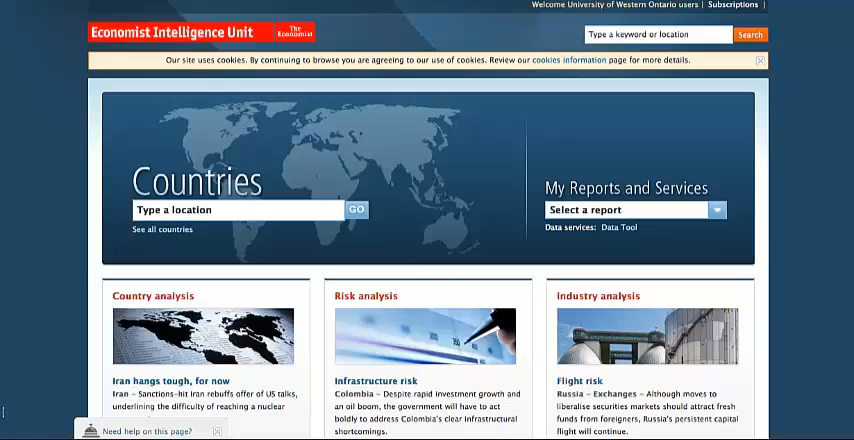 Welcome University of Western Ontario users | Subscriptions |
Economist Intelligence Unit
The
Economist
Type a keyword or location
Search
Our site uses cookies. By continuing to browse you are agreeing to our use of cookies. Review our cookies information page for more details.
Countries
Type a location
GO
See all countries
My Reports and Services
Select a report
Data services: Data Tool
Country analysis
Iran hangs tough, for now
Iran – Sanctions-hit Iran rebuffs offer of US talks,
underlining the difficulty of reaching a nuclear
Risk analysis
Infrastructure risk
Colombia – Despite rapid investment growth and
an oil boom, the government will have to act
boldly to address Colombia's clear infrastructural
shortcomings.
Industry analysis
Flight risk
Russia – Exchanges – Although moves to
liberalise securities markets should attract fresh
funds from foreigners, Russia's persistent capital
flight will continue.
Need help on this page?